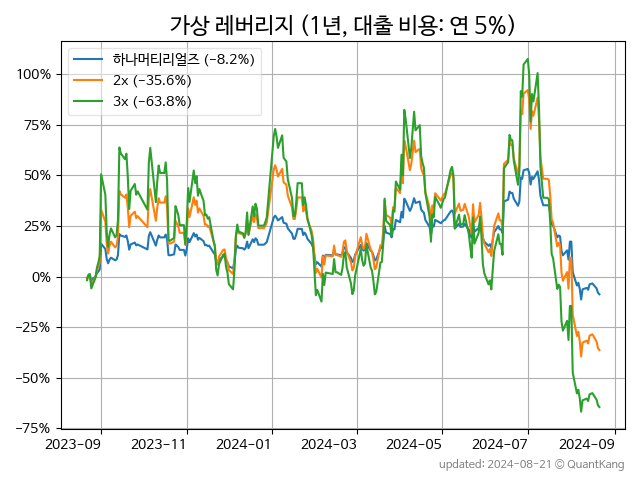 가상 레버리지 (1년, 대출 비용: 연 5%)
하나머티리얼즈 (−8.2%)
2x (−35.6%)
3x (−63.8%)
100%
75%
50%
25%
0%
−25%
−50%
−75%
2023-09 2023-11 2024-01 2024-03 2024-05 2024-07 2024-09
updated: 2024-08-21 © QuantKang